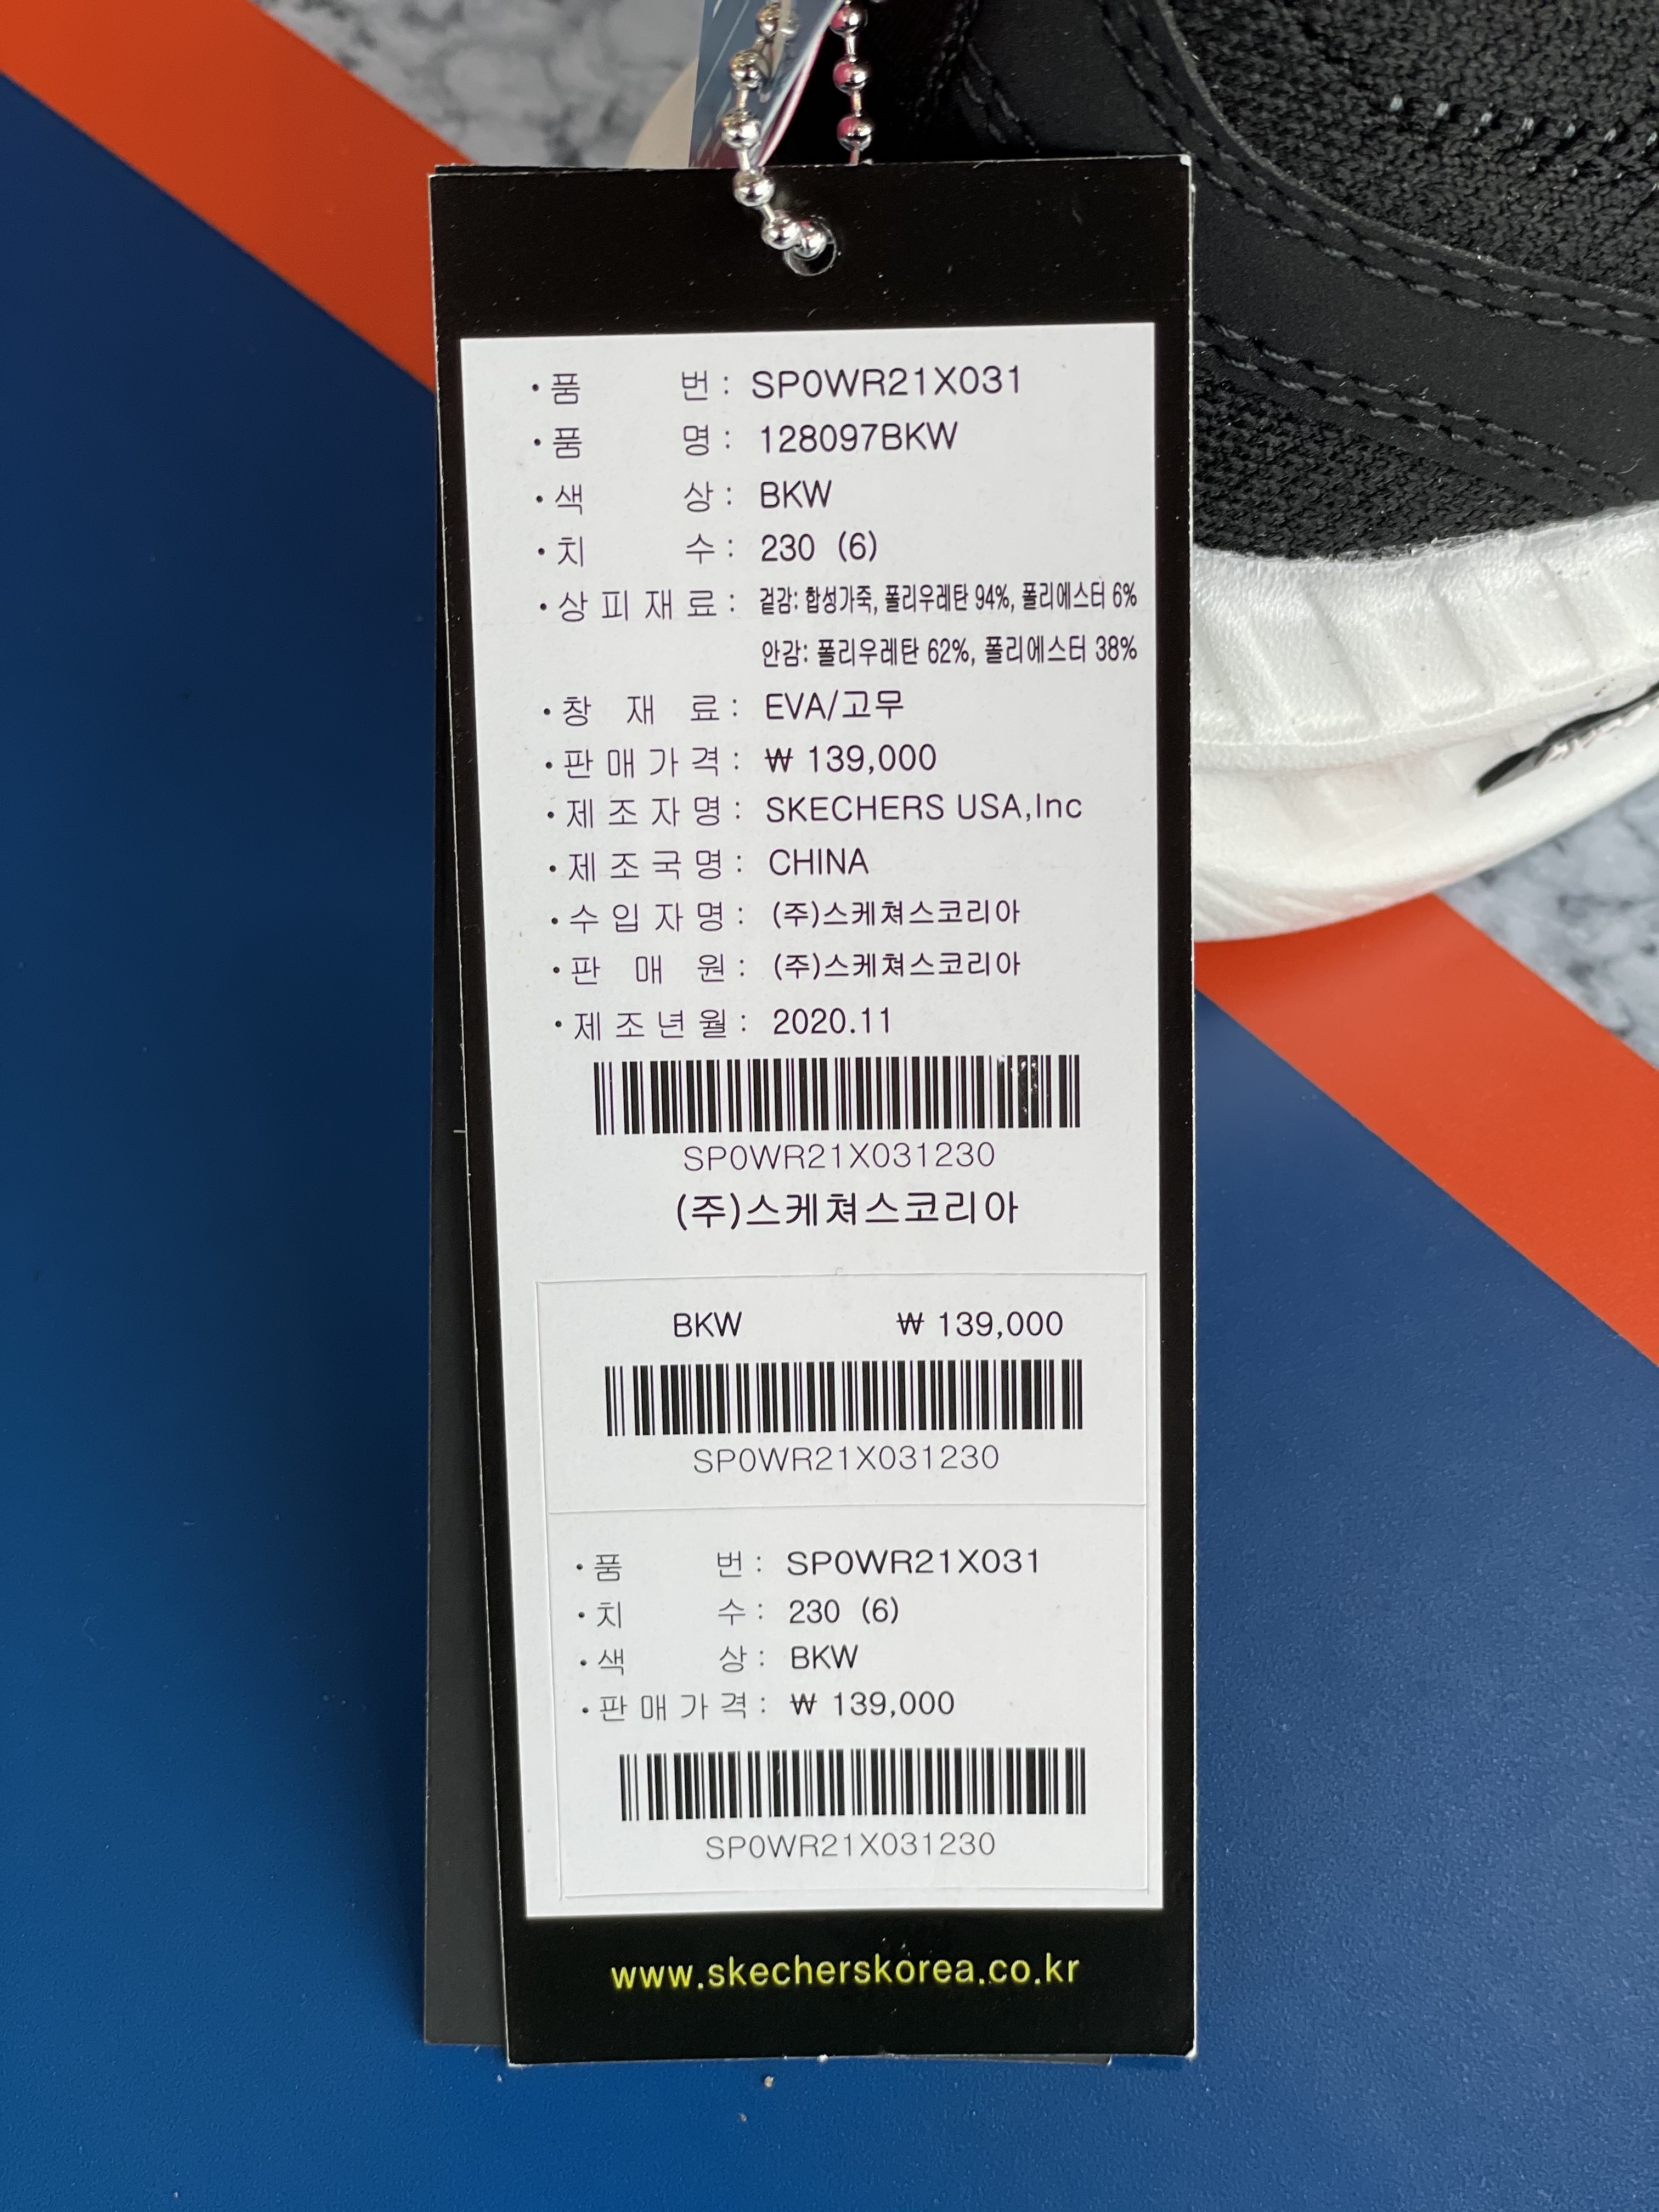 ·품 번: SP0WR21X031
·품 명: 128097BKW
·색 상: BKW
·치 수: 230 (6)
·상피재료: 겉감: 합성가죽, 폴리우레탄 94%, 폴리에스터 6%
안감: 폴리우레탄 62%, 폴리에스터 38%
·창 재 료: EVA/고무
·판매가격: ₩ 139,000
·제조자명: SKECHERS USA,Inc
·제조국명: CHINA
·수입자명: (주)스케쳐스코리아
·판 매 원: (주)스케쳐스코리아
·제조년월: 2020.11
SP0WR21X031230
(주)스케쳐스코리아
BKW ₩ 139,000
SP0WR21X031230
·품 번: SP0WR21X031
·치 수: 230 (6)
·색 상: BKW
·판매가격: ₩ 139,000
SP0WR21X031230
www.skecherskorea.co.kr